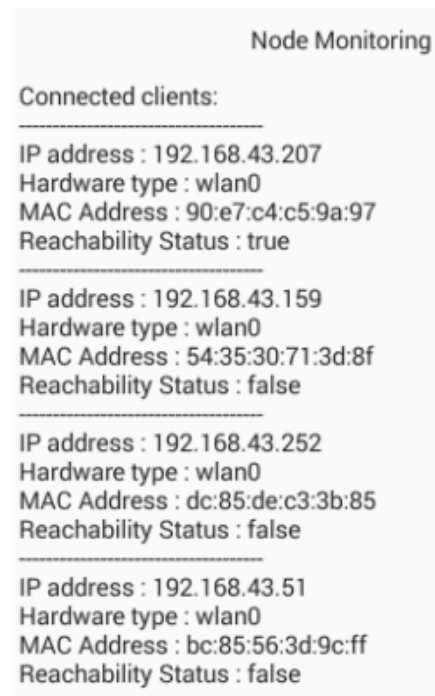 Node Monitoring
Connected clients:
------------------------------------
IP address : 192.168.43.207
Hardware type : wlan0
MAC Address : 90:e7:c4:c5:9a:97
Reachability Status : true
------------------------------------
IP address : 192.168.43.159
Hardware type : wlan0
MAC Address : 54:35:30:71:3d:8f
Reachability Status : false
------------------------------------
IP address : 192.168.43.252
Hardware type : wlan0
MAC Address : dc:85:de:c3:3b:85
Reachability Status : false
------------------------------------
IP address : 192.168.43.51
Hardware type : wlan0
MAC Address : bc:85:56:3d:9c:ff
Reachability Status : false